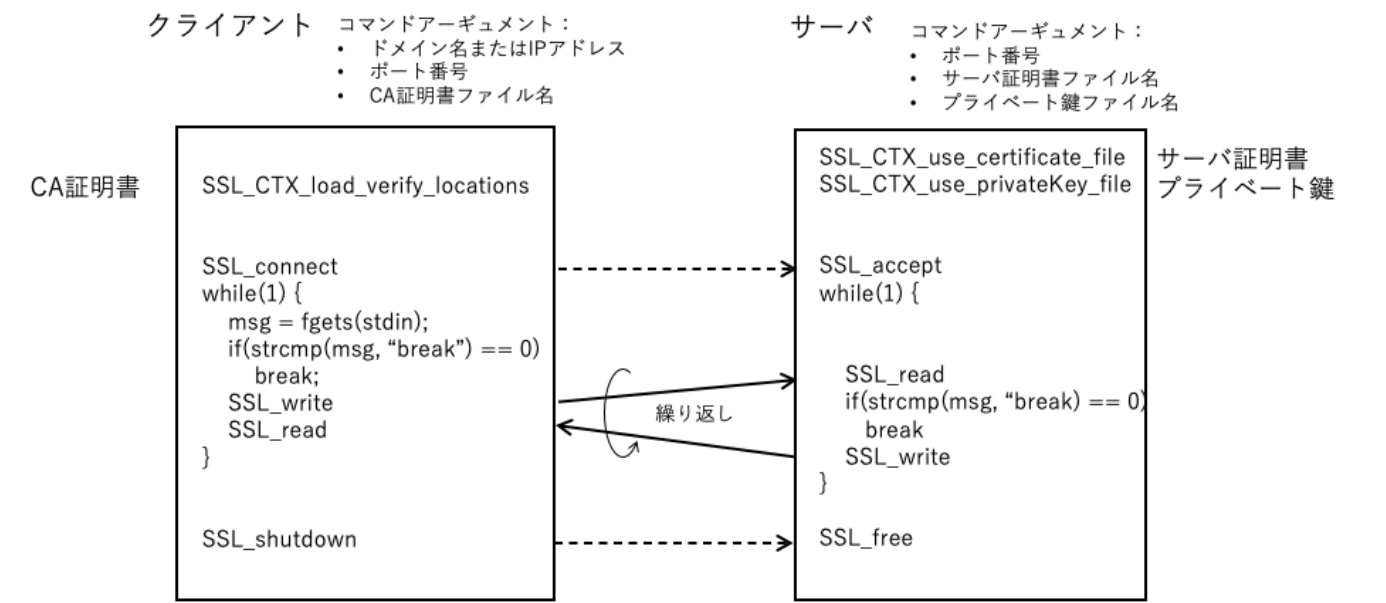 クライアント
コマンドアーギュメント：
• ドメイン名またはIPアドレス
• ポート番号
• CA証明書ファイル名
サーバ
コマンドアーギュメント：
• ポート番号
• サーバ証明書ファイル名
• プライベート鍵ファイル名
CA証明書
SSL_CTX_load_verify_locations
SSL_connect
while(1) {
msg = fgets(stdin);
if(strcmp(msg, “break”) == 0)
break;
SSL_write
SSL_read
}
SSL_shutdown
繰り返し
SSL_CTX_use_certificate_file
SSL_CTX_use_privateKey_file
サーバ証明書
プライベート鍵
SSL_accept
while(1) {
SSL_read
if(strcmp(msg, “break) == 0)
break
SSL_write
}
SSL_free